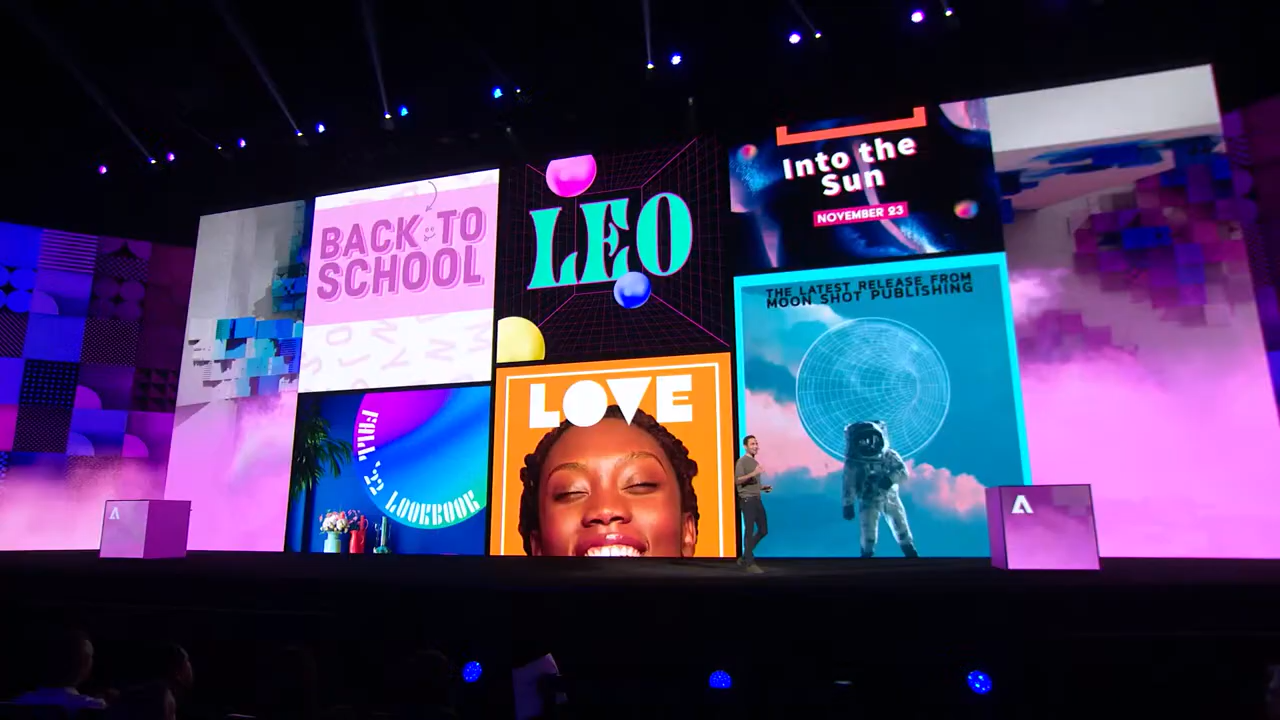 BACK TO
SCHOOL
LEO
Into the
Sun
NOVEMBER 23
THE LATEST RELEASE FROM
MOON SHOT PUBLISHING
FALL '22 LOOKBOOK
LOVE